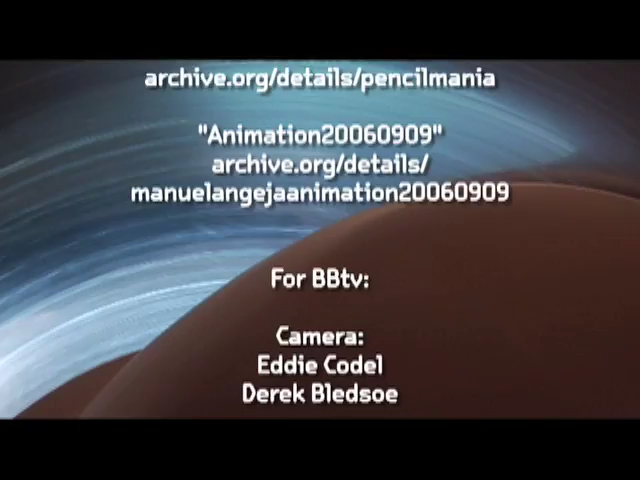 archive.org/details/pencilmania
"Animation20060909"
archive.org/details/
manuelangejaanimation20060909
For BBtv:
Camera:
Eddie Codel
Derek Bledsoe